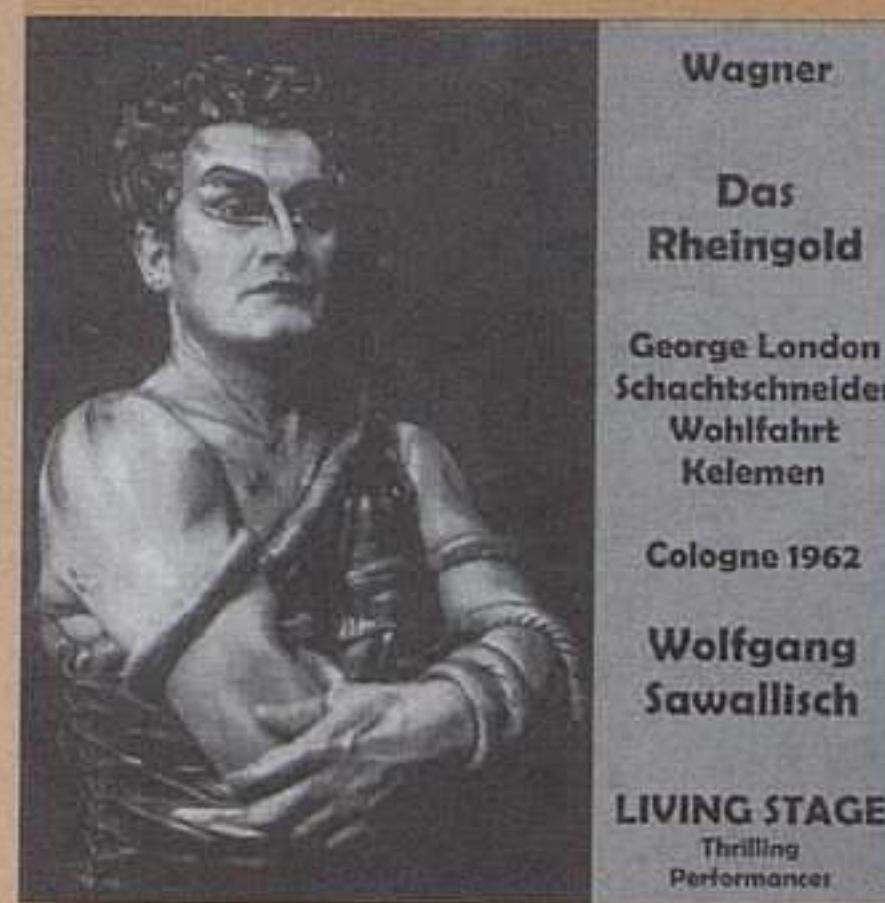 Wagner
Das
Rheingold
George London
Schachtschneider
Wohlfahrt
Kelemen
Cologne 1962
Wolfgang
Sawallisch
LIVING STAGE
Thrilling
Performances